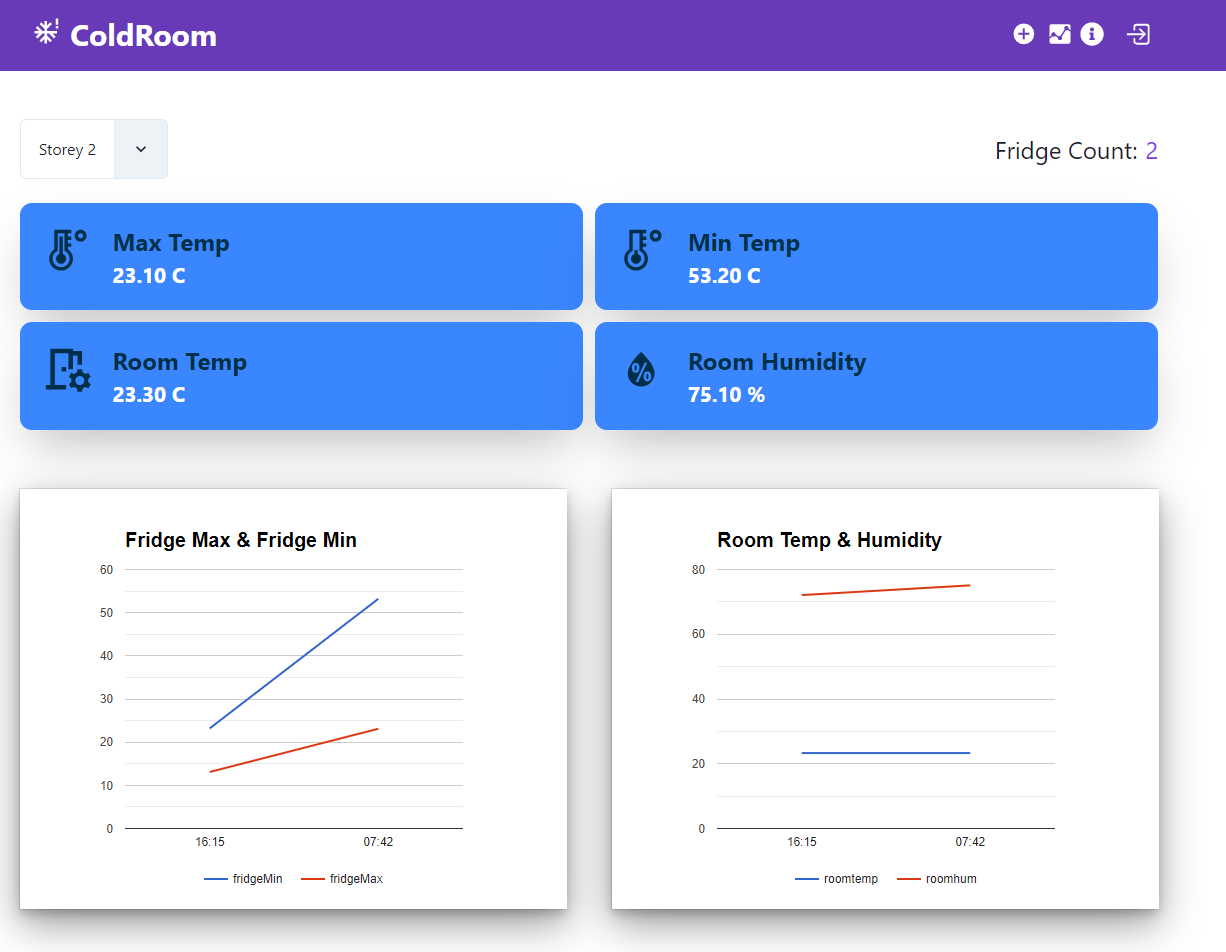 ColdRoom
Storey 2
Fridge Count: 2
Max Temp
23.10 C
Min Temp
53.20 C
Room Temp
23.30 C
Room Humidity
75.10 %
Fridge Max & Fridge Min
60
50
40
30
20
10
0
16:15 07:42
fridgeMin fridgeMax
Room Temp & Humidity
80
60
40
20
0
16:15 07:42
roomtemp roomhum